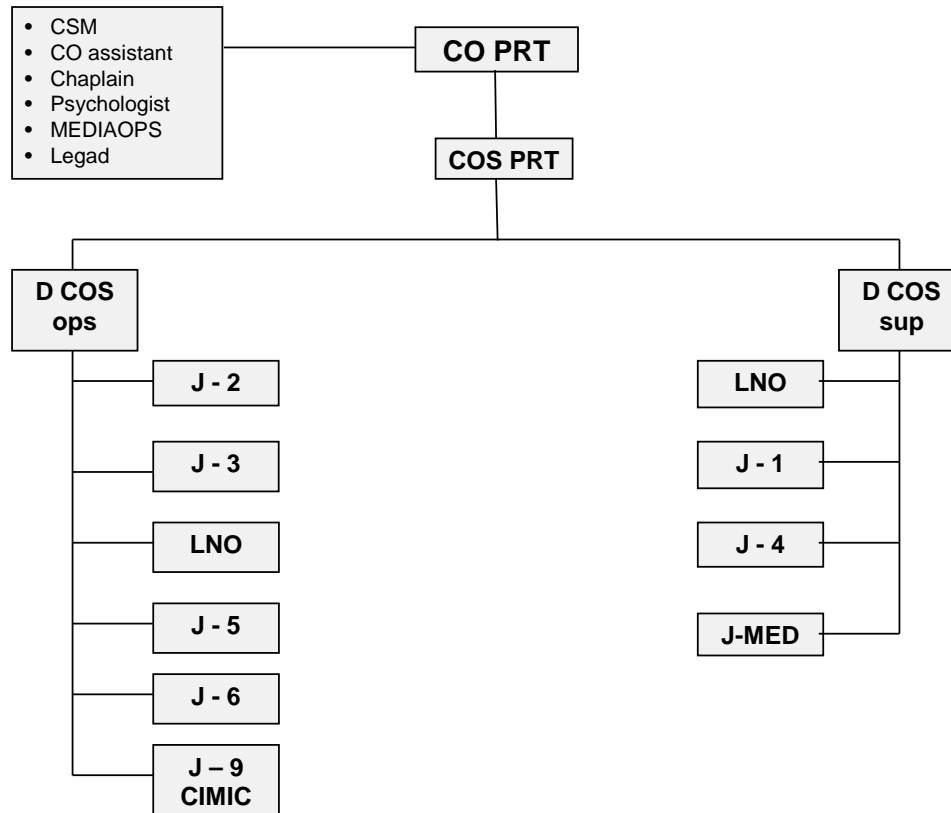 • CSM
• CO assistant
• Chaplain
• Psychologist
• MEDIAOPS
• Legad
CO PRT
COS PRT
D COS
ops
J - 2
J - 3
LNO
J - 5
J - 6
J – 9
CIMIC
D COS
sup
LNO
J - 1
J - 4
J-MED